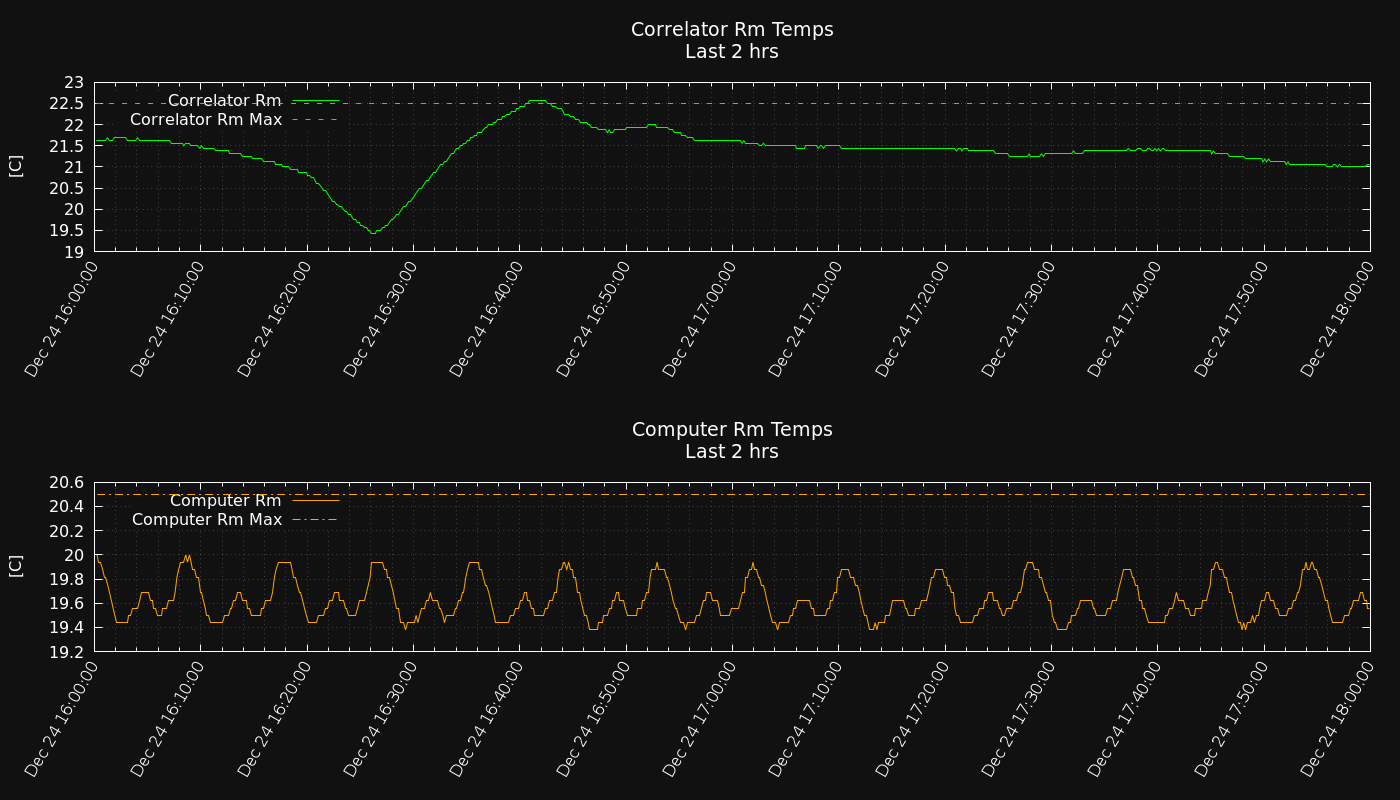 Correlator Rm Temps
Last 2 hrs
23
22.5
22
21.5
21
20.5
20
19.5
19
[C]
Correlator Rm
Correlator Rm Max
Dec 24 16:00:00
Dec 24 16:10:00
Dec 24 16:20:00
Dec 24 16:30:00
Dec 24 16:40:00
Dec 24 16:50:00
Dec 24 17:00:00
Dec 24 17:10:00
Dec 24 17:20:00
Dec 24 17:30:00
Dec 24 17:40:00
Dec 24 17:50:00
Dec 24 18:00:00
Computer Rm Temps
Last 2 hrs
20.6
20.4
20.2
20
19.8
19.6
19.4
19.2
[C]
Computer Rm
Computer Rm Max
Dec 24 16:00:00
Dec 24 16:10:00
Dec 24 16:20:00
Dec 24 16:30:00
Dec 24 16:40:00
Dec 24 16:50:00
Dec 24 17:00:00
Dec 24 17:10:00
Dec 24 17:20:00
Dec 24 17:30:00
Dec 24 17:40:00
Dec 24 17:50:00
Dec 24 18:00:00